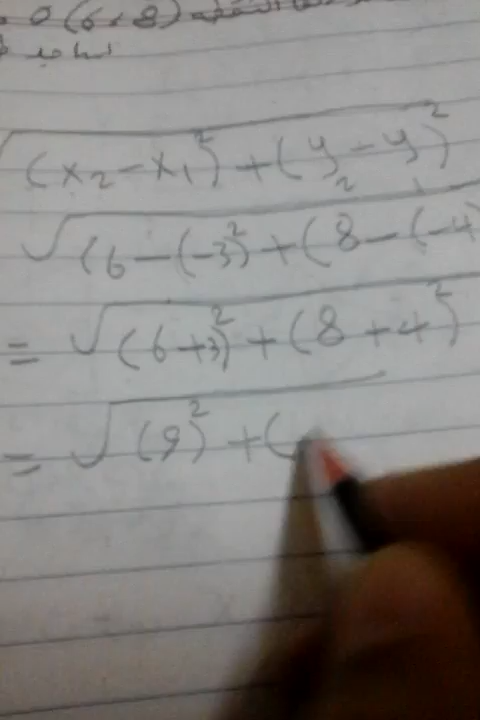 (6,8)
√(x₂-x₁)²+(y₂-y₁)²
√(6-(-3)²+(8-(-4
= √(6+3)²+(8+4)²
= √(9)²+(